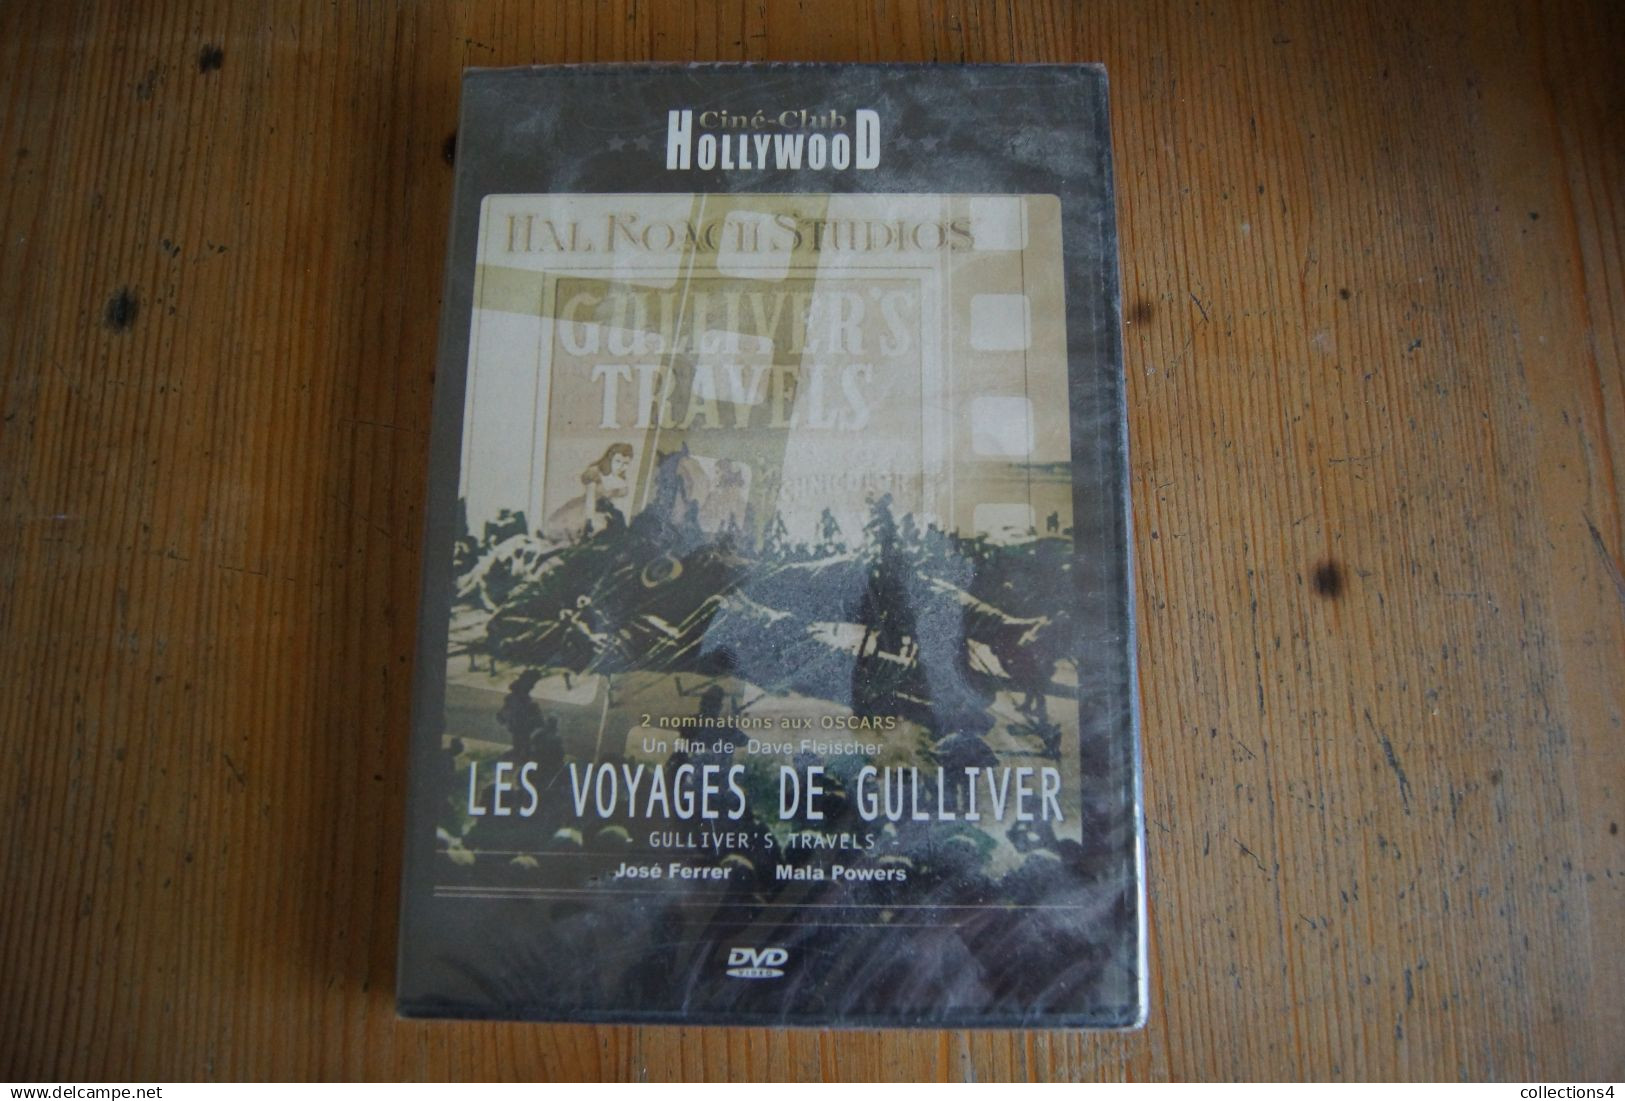 Ciné-Club
HOLLYWOOD
HAL ROACH STUDIOS
GULLIVER'S
TRAVELS
2 nominations aux OSCARS
Un film de Dave Fleischer
LES VOYAGES DE GULLIVER
GULLIVER'S TRAVELS -
José Ferrer Mala Powers
DVD
VIDEO
www.delcampe.net
collections4